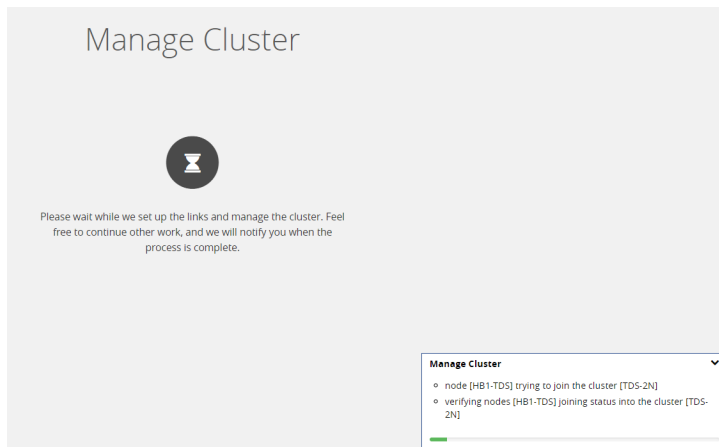 Manage Cluster
Please wait while we set up the links and manage the cluster. Feel
free to continue other work, and we will notify you when the
process is complete.
Manage Cluster
node [HB1-TDS] trying to join the cluster [TDS-2N]
verifying nodes [HB1-TDS] joining status into the cluster [TDS-
2N]